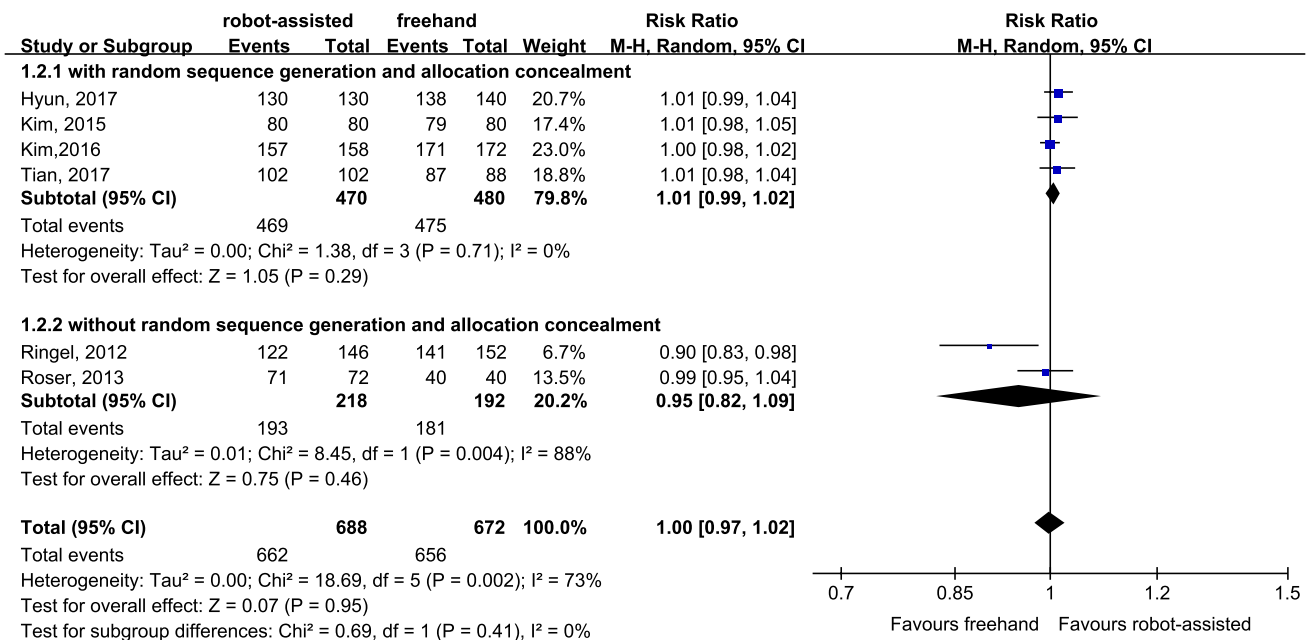 robot-assisted freehand Risk Ratio Risk Ratio
Study or Subgroup Events Total Events Total Weight M-H, Random, 95% CI M-H, Random, 95% CI
1.2.1 with random sequence generation and allocation concealment
Hyun, 2017 130 130 138 140 20.7% 1.01 [0.99, 1.04]
Kim, 2015 80 80 79 80 17.4% 1.01 [0.98, 1.05]
Kim,2016 157 158 171 172 23.0% 1.00 [0.98, 1.02]
Tian, 2017 102 102 87 88 18.8% 1.01 [0.98, 1.04]
Subtotal (95% CI) 470 480 79.8% 1.01 [0.99, 1.02]
Total events 469 475
Heterogeneity: Tau² = 0.00; Chi² = 1.38, df = 3 (P = 0.71); I² = 0%
Test for overall effect: Z = 1.05 (P = 0.29)
1.2.2 without random sequence generation and allocation concealment
Ringel, 2012 122 146 141 152 6.7% 0.90 [0.83, 0.98]
Roser, 2013 71 72 40 40 13.5% 0.99 [0.95, 1.04]
Subtotal (95% CI) 218 192 20.2% 0.95 [0.82, 1.09]
Total events 193 181
Heterogeneity: Tau² = 0.01; Chi² = 8.45, df = 1 (P = 0.004); I² = 88%
Test for overall effect: Z = 0.75 (P = 0.46)
Total (95% CI) 688 672 100.0% 1.00 [0.97, 1.02]
Total events 662 656
Heterogeneity: Tau² = 0.00; Chi² = 18.69, df = 5 (P = 0.002); I² = 73%
Test for overall effect: Z = 0.07 (P = 0.95)
Test for subgroup differences: Chi² = 0.69, df = 1 (P = 0.41), I² = 0%
0.7 0.85 1 1.2 1.5
Favours freehand Favours robot-assisted